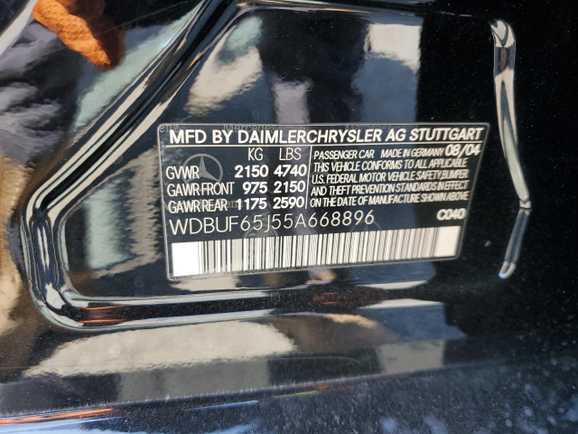 MFD BY DAIMLERCHRYSLER AG STUTTGART
KG LBS
GVWR 2150 4740
GAWR FRONT 975 2150
GAWR REAR 1175 2590
PASSENGER CAR MADE IN GERMANY 08/04
THIS VEHICLE CONFORMS TO ALL APPLICABLE
U.S. FEDERAL MOTOR VEHICLE SAFETY,BUMPER
AND THEFT PREVENTION STANDARDS IN EFFECT
ON THE DATE OF MANUFACTURE SHOWN ABOVE.
WDBUF65J55A668896
C040